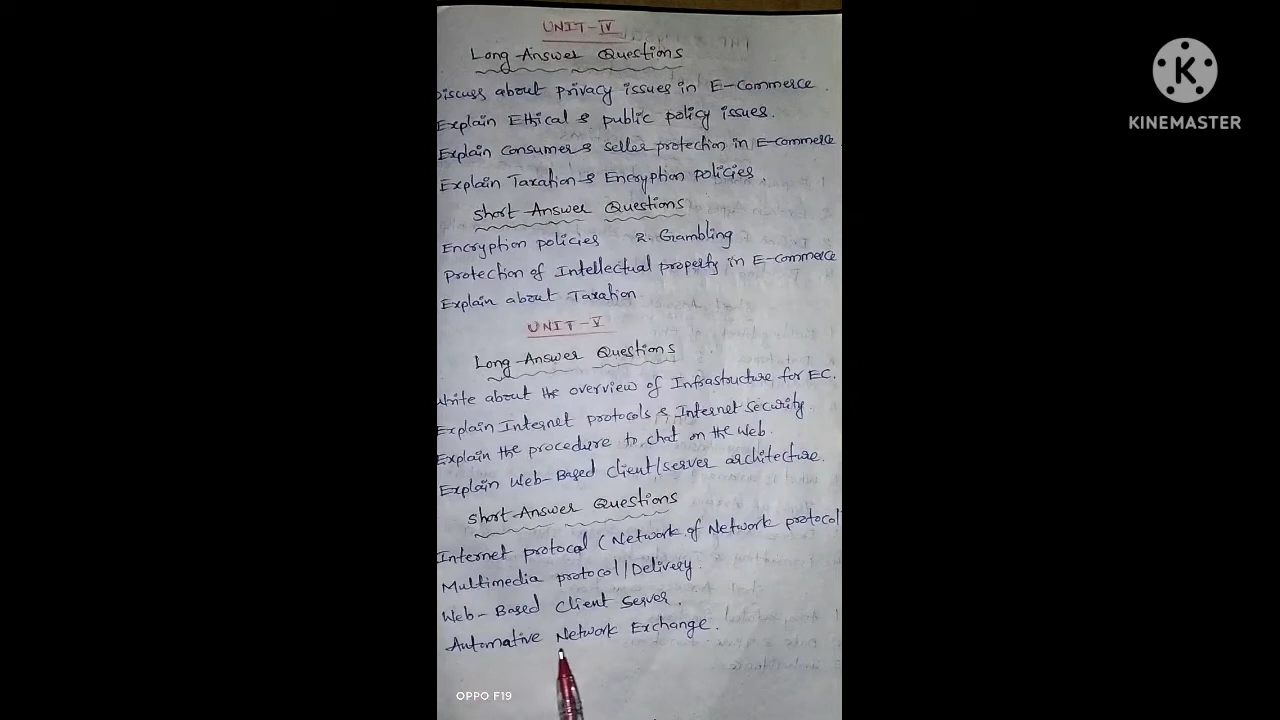 UNIT-IV
Long Answer Questions
Discuss about privacy issues in E-Commerce.
Explain Ethical & public policy issues.
Explain Consumer & seller protection in E-commerce
Explain Taxation & Encryption policies.
Short Answer Questions
Encryption policies 2. Gambling
Protection of Intellectual property in E-commerce
Explain about Taxation
UNIT-V
Long Answer Questions
Write about the overview of Infrastructure for EC.
Explain Internet protocols & Internet Security.
Explain the procedure to chat on the Web.
Explain Web-Based client/server architecture.
Short Answer Questions
Internet protocol (Network of Network protocol
Multimedia protocol/Delivery.
Web-Based Client Server.
Automative Network Exchange.
OPPO F19
K
KINEMASTER